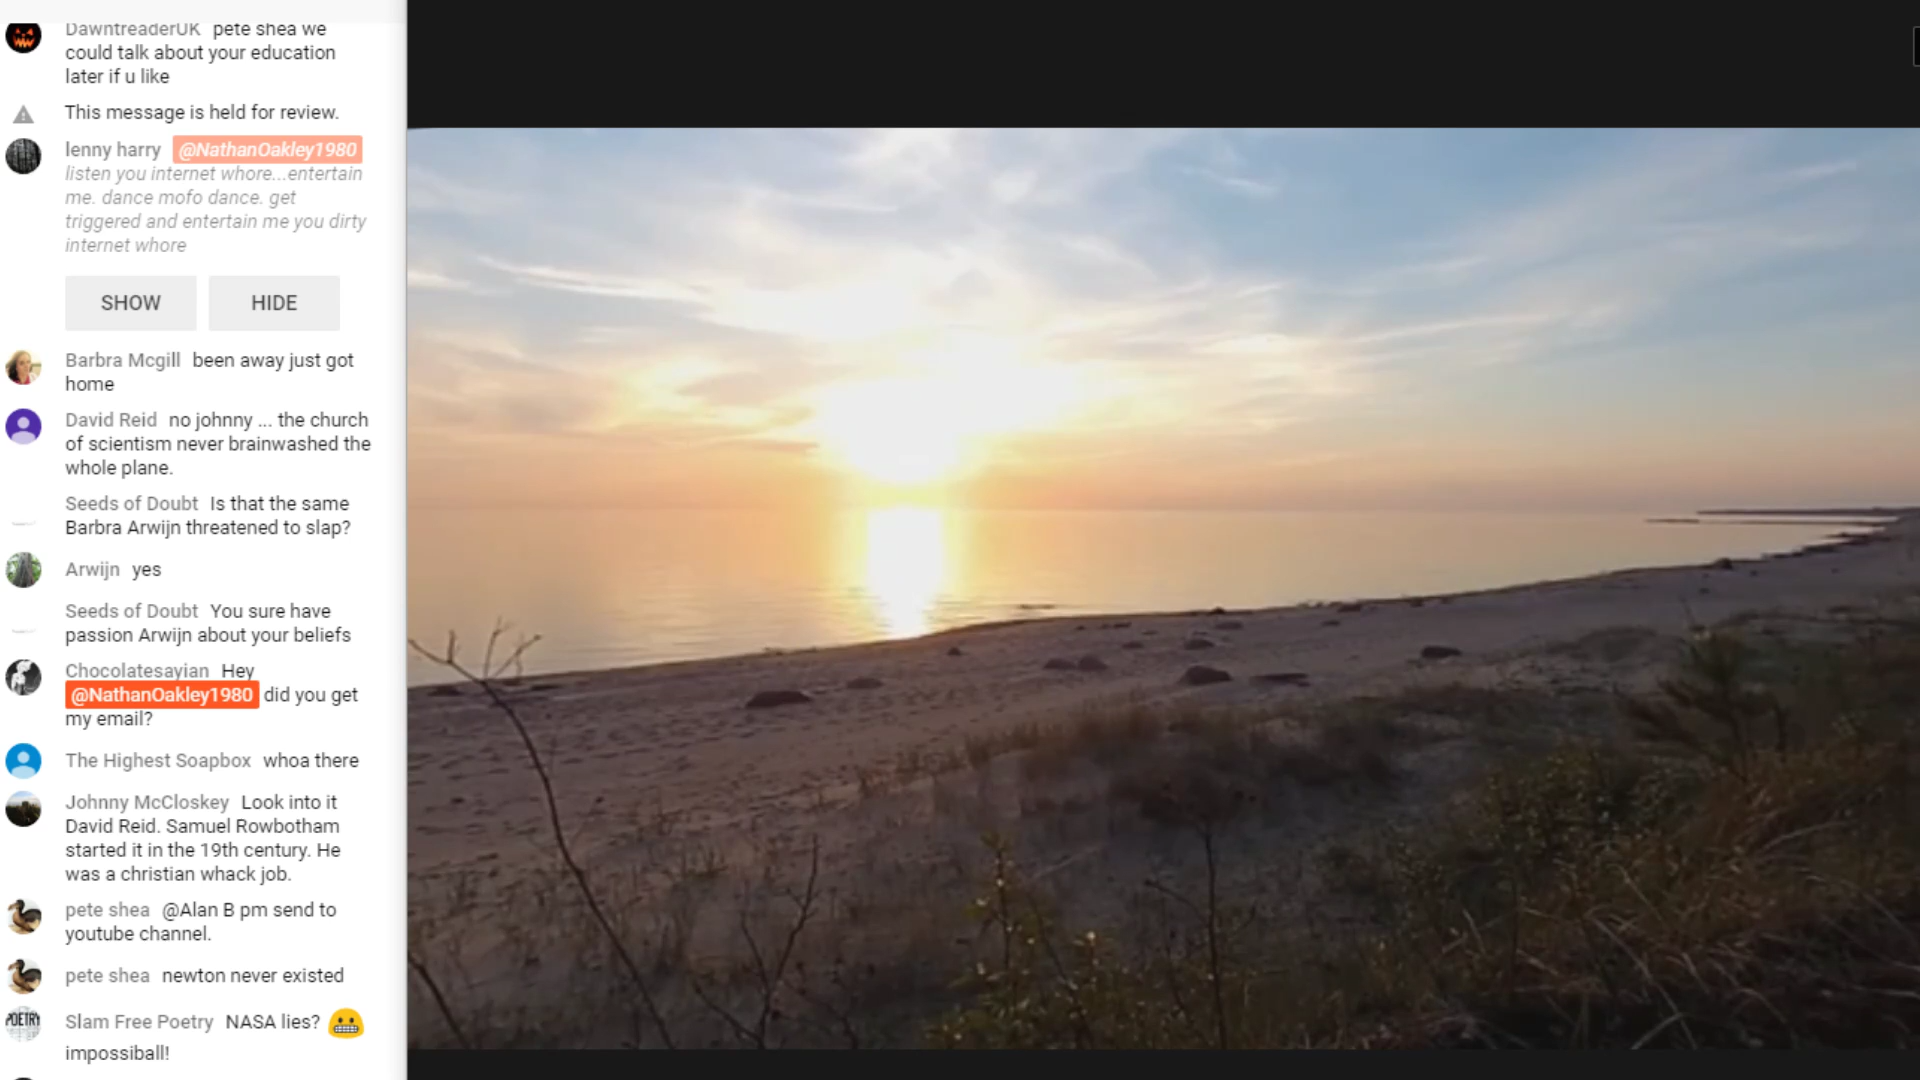 DawntreaderUK pete shea we
could talk about your education
later if u like
This message is held for review.
lenny harry @NathanOakley1980
listen you internet whore...entertain
me. dance mofo dance. get
triggered and entertain me you dirty
internet whore
SHOW HIDE
Barbra Mcgill been away just got
home
David Reid no johnny ... the church
of scientism never brainwashed the
whole plane.
Seeds of Doubt Is that the same
Barbra Arwijn threatened to slap?
Arwijn yes
Seeds of Doubt You sure have
passion Arwijn about your beliefs
Chocolatesayian Hey
@NathanOakley1980 did you get
my email?
The Highest Soapbox whoa there
Johnny McCloskey Look into it
David Reid. Samuel Rowbotham
started it in the 19th century. He
was a christian whack job.
pete shea @Alan B pm send to
youtube channel.
pete shea newton never existed
POETRY
Slam Free Poetry NASA lies? 😬
impossiball!